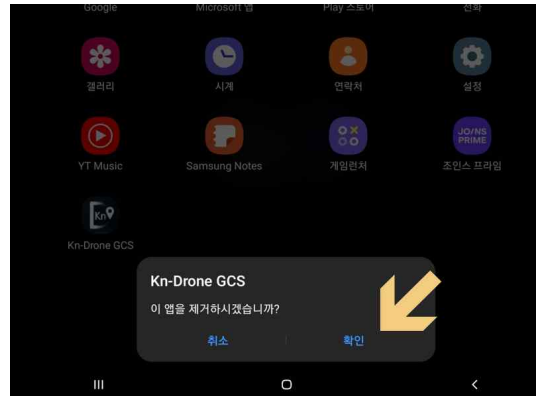 Google Microsoft 앱 Play 스토어 전화
갤러리 시계 연락처 설정
JO/NS
PRIME
YT Music Samsung Notes 게임런처 조인스 프라임
Kn
Kn-Drone GCS
Kn-Drone GCS
이 앱을 제거하시겠습니까?
취소 확인